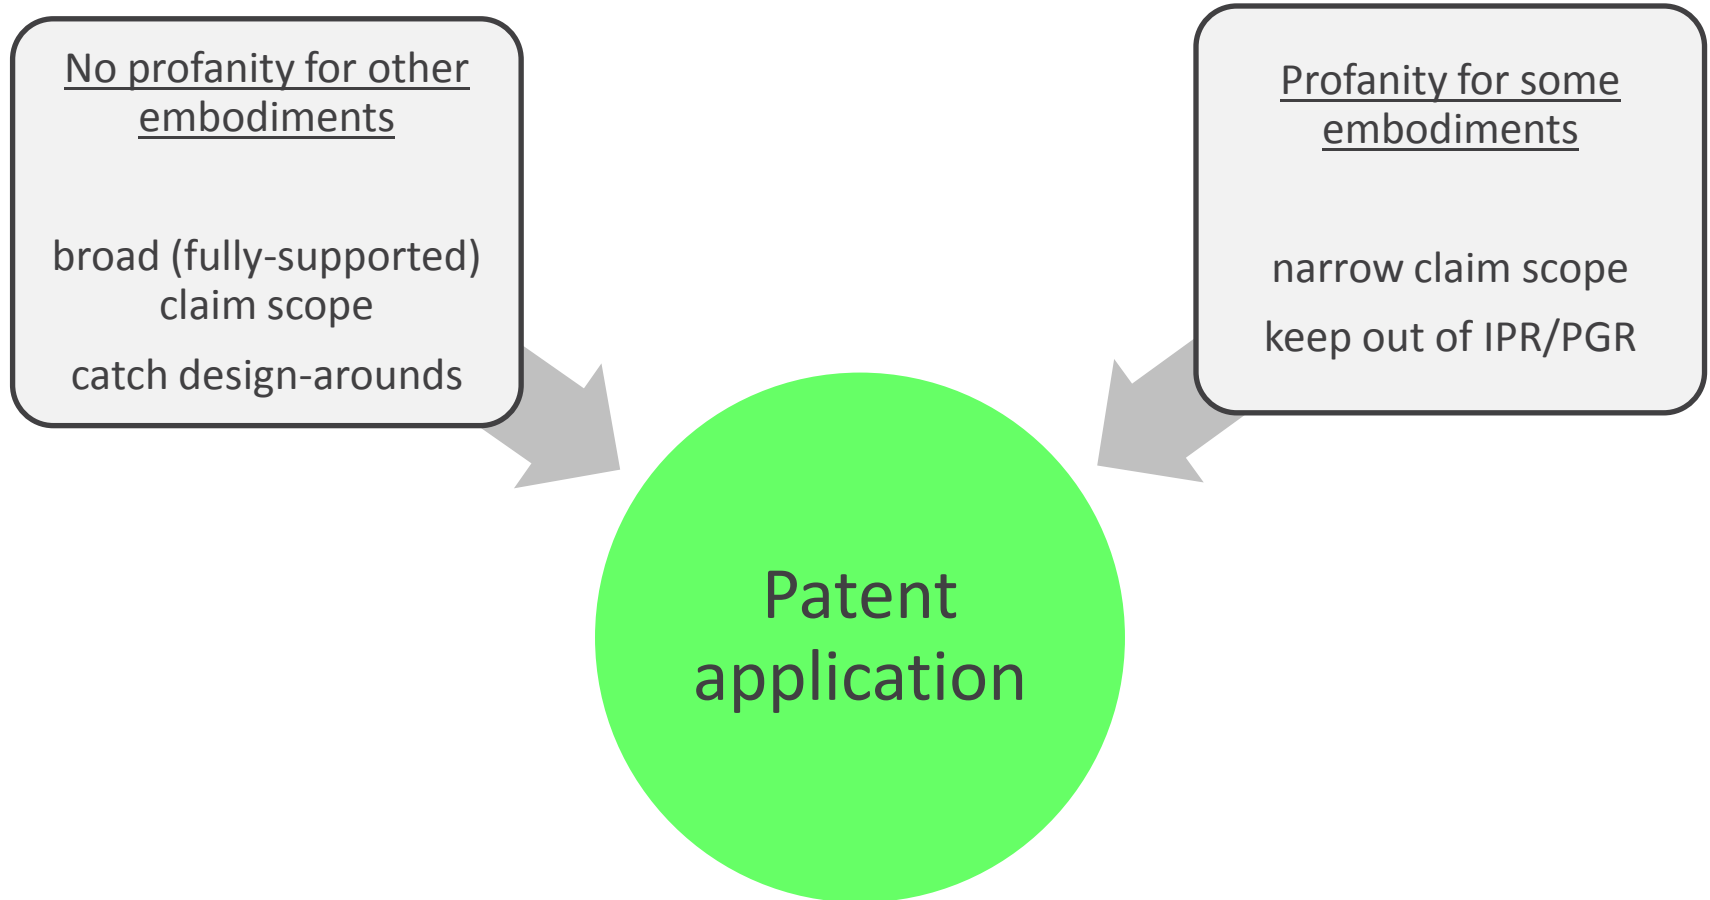 No profanity for other
embodiments
broad (fully-supported)
claim scope
catch design-arounds
Profanity for some
embodiments
narrow claim scope
keep out of IPR/PGR
Patent
application